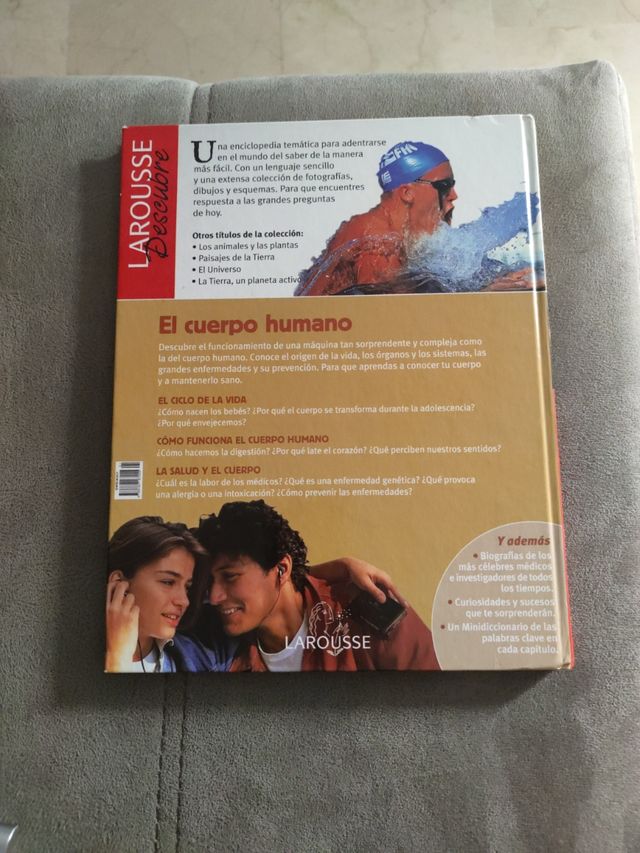 LAROUSSE
Descubre
Una enciclopedia temática para adentrarse
en el mundo del saber de la manera
más fácil. Con un lenguaje sencillo
y una extensa colección de fotografías,
dibujos y esquemas. Para que encuentres
respuesta a las grandes preguntas
de hoy.
Otros títulos de la colección:
• Los animales y las plantas
• Paisajes de la Tierra
• El Universo
• La Tierra, un planeta activo
El cuerpo humano
Descubre el funcionamiento de una máquina tan sorprendente y compleja como
la del cuerpo humano. Conoce el origen de la vida, los órganos y los sistemas, las
grandes enfermedades y su prevención. Para que aprendas a conocer tu cuerpo
y a mantenerlo sano.
EL CICLO DE LA VIDA
¿Cómo nacen los bebés? ¿Por qué el cuerpo se transforma durante la adolescencia?
¿Por qué envejecemos?
CÓMO FUNCIONA EL CUERPO HUMANO
¿Cómo hacemos la digestión? ¿Por qué late el corazón? ¿Qué perciben nuestros sentidos?
LA SALUD Y EL CUERPO
¿Cuál es la labor de los médicos? ¿Qué es una enfermedad genética? ¿Qué provoca
una alergia o una intoxicación? ¿Cómo prevenir las enfermedades?
Y además
• Biografías de los
más célebres médicos
e investigadores de todos
los tiempos.
• Curiosidades y sucesos
que te sorprenderán.
• Un Minidiccionario de las
palabras clave en
cada capítulo.
LAROUSSE